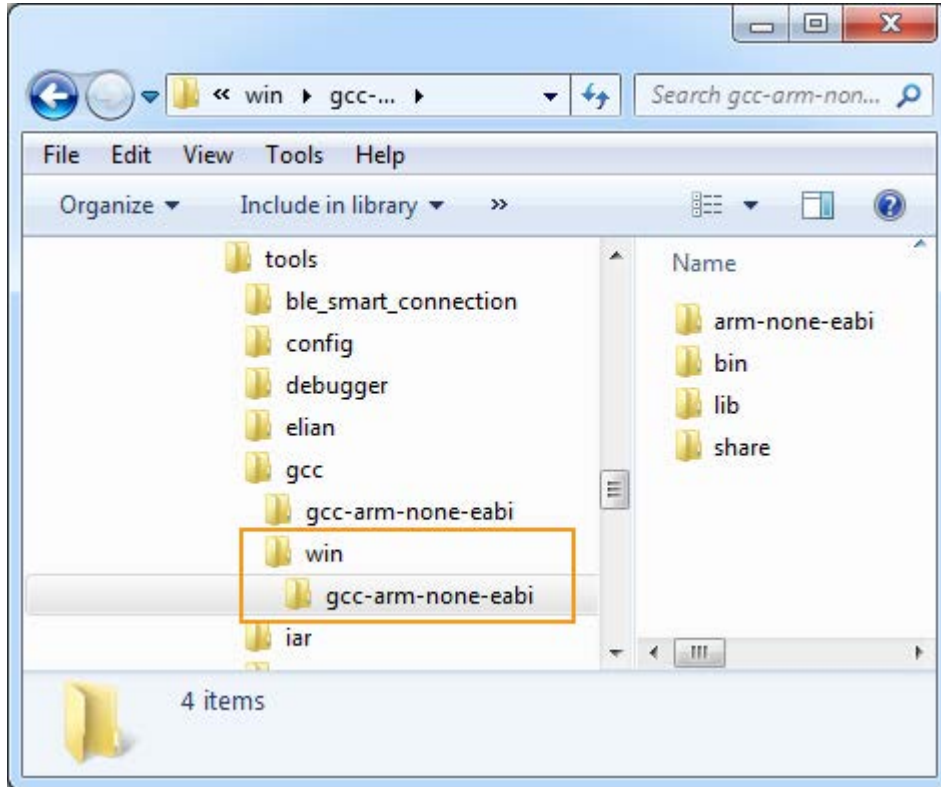 « win ▸ gcc-... ▸
Search gcc-arm-non...
File Edit View Tools Help
Organize Include in library »
tools
ble_smart_connection
config
debugger
elian
gcc
gcc-arm-none-eabi
win
gcc-arm-none-eabi
iar
Name
arm-none-eabi
bin
lib
share
4 items